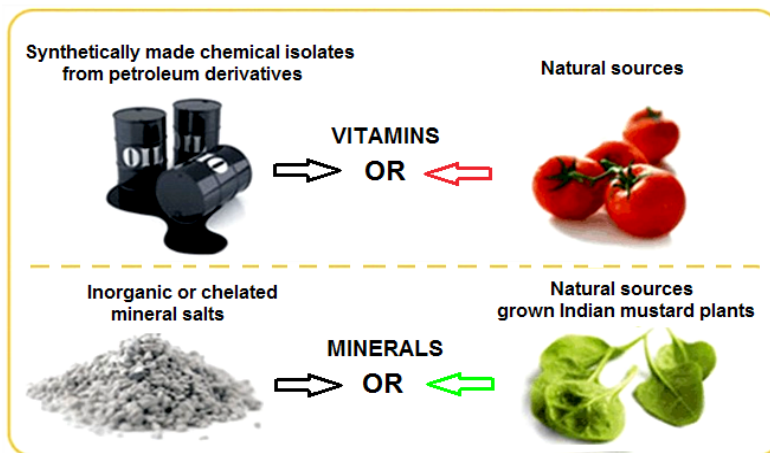 Synthetically made chemical isolates
from petroleum derivatives
Natural sources
OIL
VITAMINS
OR
Inorganic or chelated
mineral salts
Natural sources
grown Indian mustard plants
MINERALS
OR